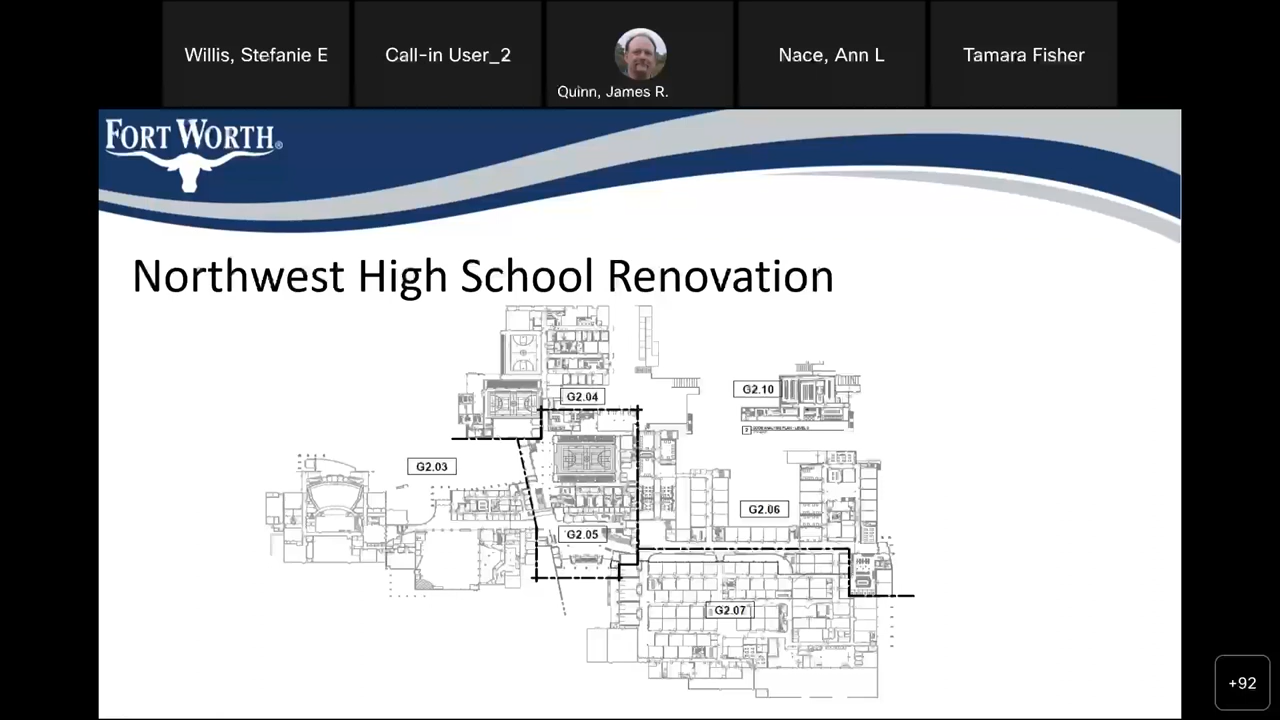 Willis, Stefanie E
Call-in User_2
Quinn, James R.
Nace, Ann L
Tamara Fisher
FORT WORTH®
Northwest High School Renovation
G2.04
G2.10
G2.03
G2.06
G2.05
G2.07
+92